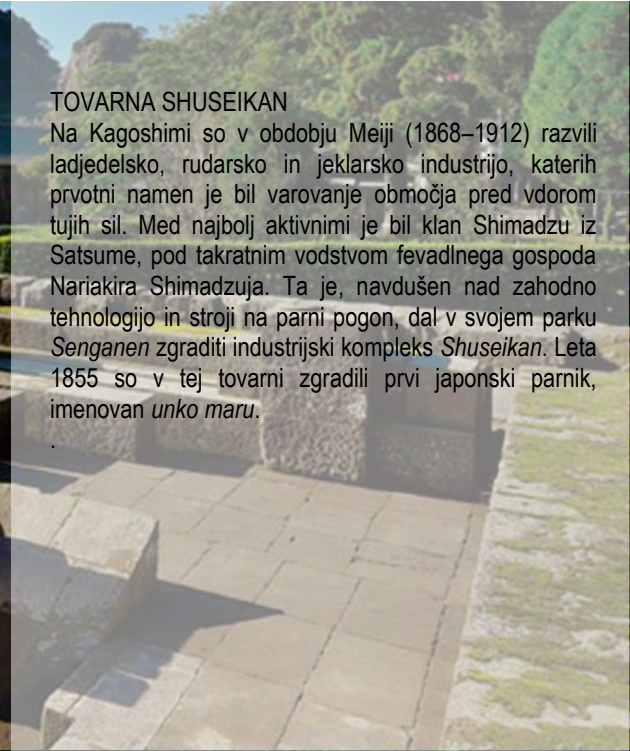 TOVARNA SHUSEIKAN
Na Kagoshimi so v obdobju Meiji (1868–1912) razvili
ladjedelsko, rudarsko in jeklarsko industrijo, katerih
prvotni namen je bil varovanje območja pred vdorom
tujih sil. Med najbolj aktivnimi je bil klan Shimadzu iz
Satsume, pod takratnim vodstvom fevadlnega gospoda
Nariakira Shimadzuja. Ta je, navdušen nad zahodno
tehnologijo in stroji na parni pogon, dal v svojem parku
Senganen zgraditi industrijski kompleks Shuseikan. Leta
1855 so v tej tovarni zgradili prvi japonski parnik,
imenovan unko maru.
.